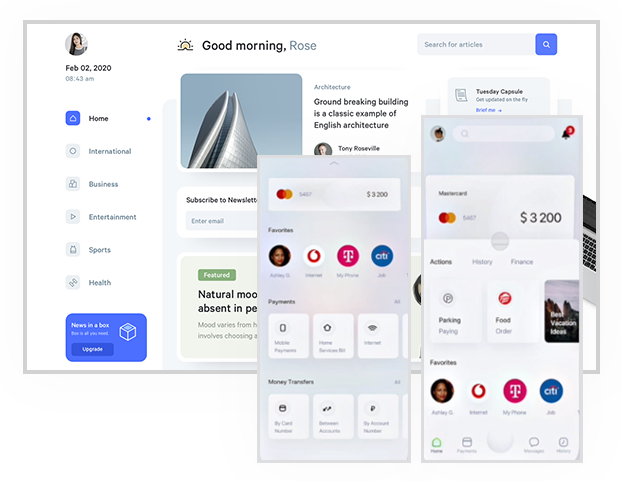 Good morning, Rose
Search for articles
Feb 02, 2020
08:43 am
Home
International
Business
Entertainment
Sports
Health
News in a box
Box is all you need.
Upgrade
Architecture
Ground breaking building
is a classic example of
English architecture
Tony Roseville
Tuesday Capsule
Get updated on the fly
Brief me →
Subscribe to Newslette
Enter email
Featured
Natural moo
absent in pe
Mood varies from h
involves choosing a
5467
$ 3 200
Favorites
Ashley G.
Internet
My Phone
citi
Job
Payments
All
Mobile
Payments
Home
Services Bill
Internet
Money Transfers
All
By Card
Number
Between
Accounts
By Account
Number
3
Mastercard
5467
$ 3 200
Actions
History
Finance
Parking
Paying
Food
Order
Best
Vacation
Ideas
Favorites
citi
Ashley G.
Internet
My Phone
Job
Home
Payments
Messages
History